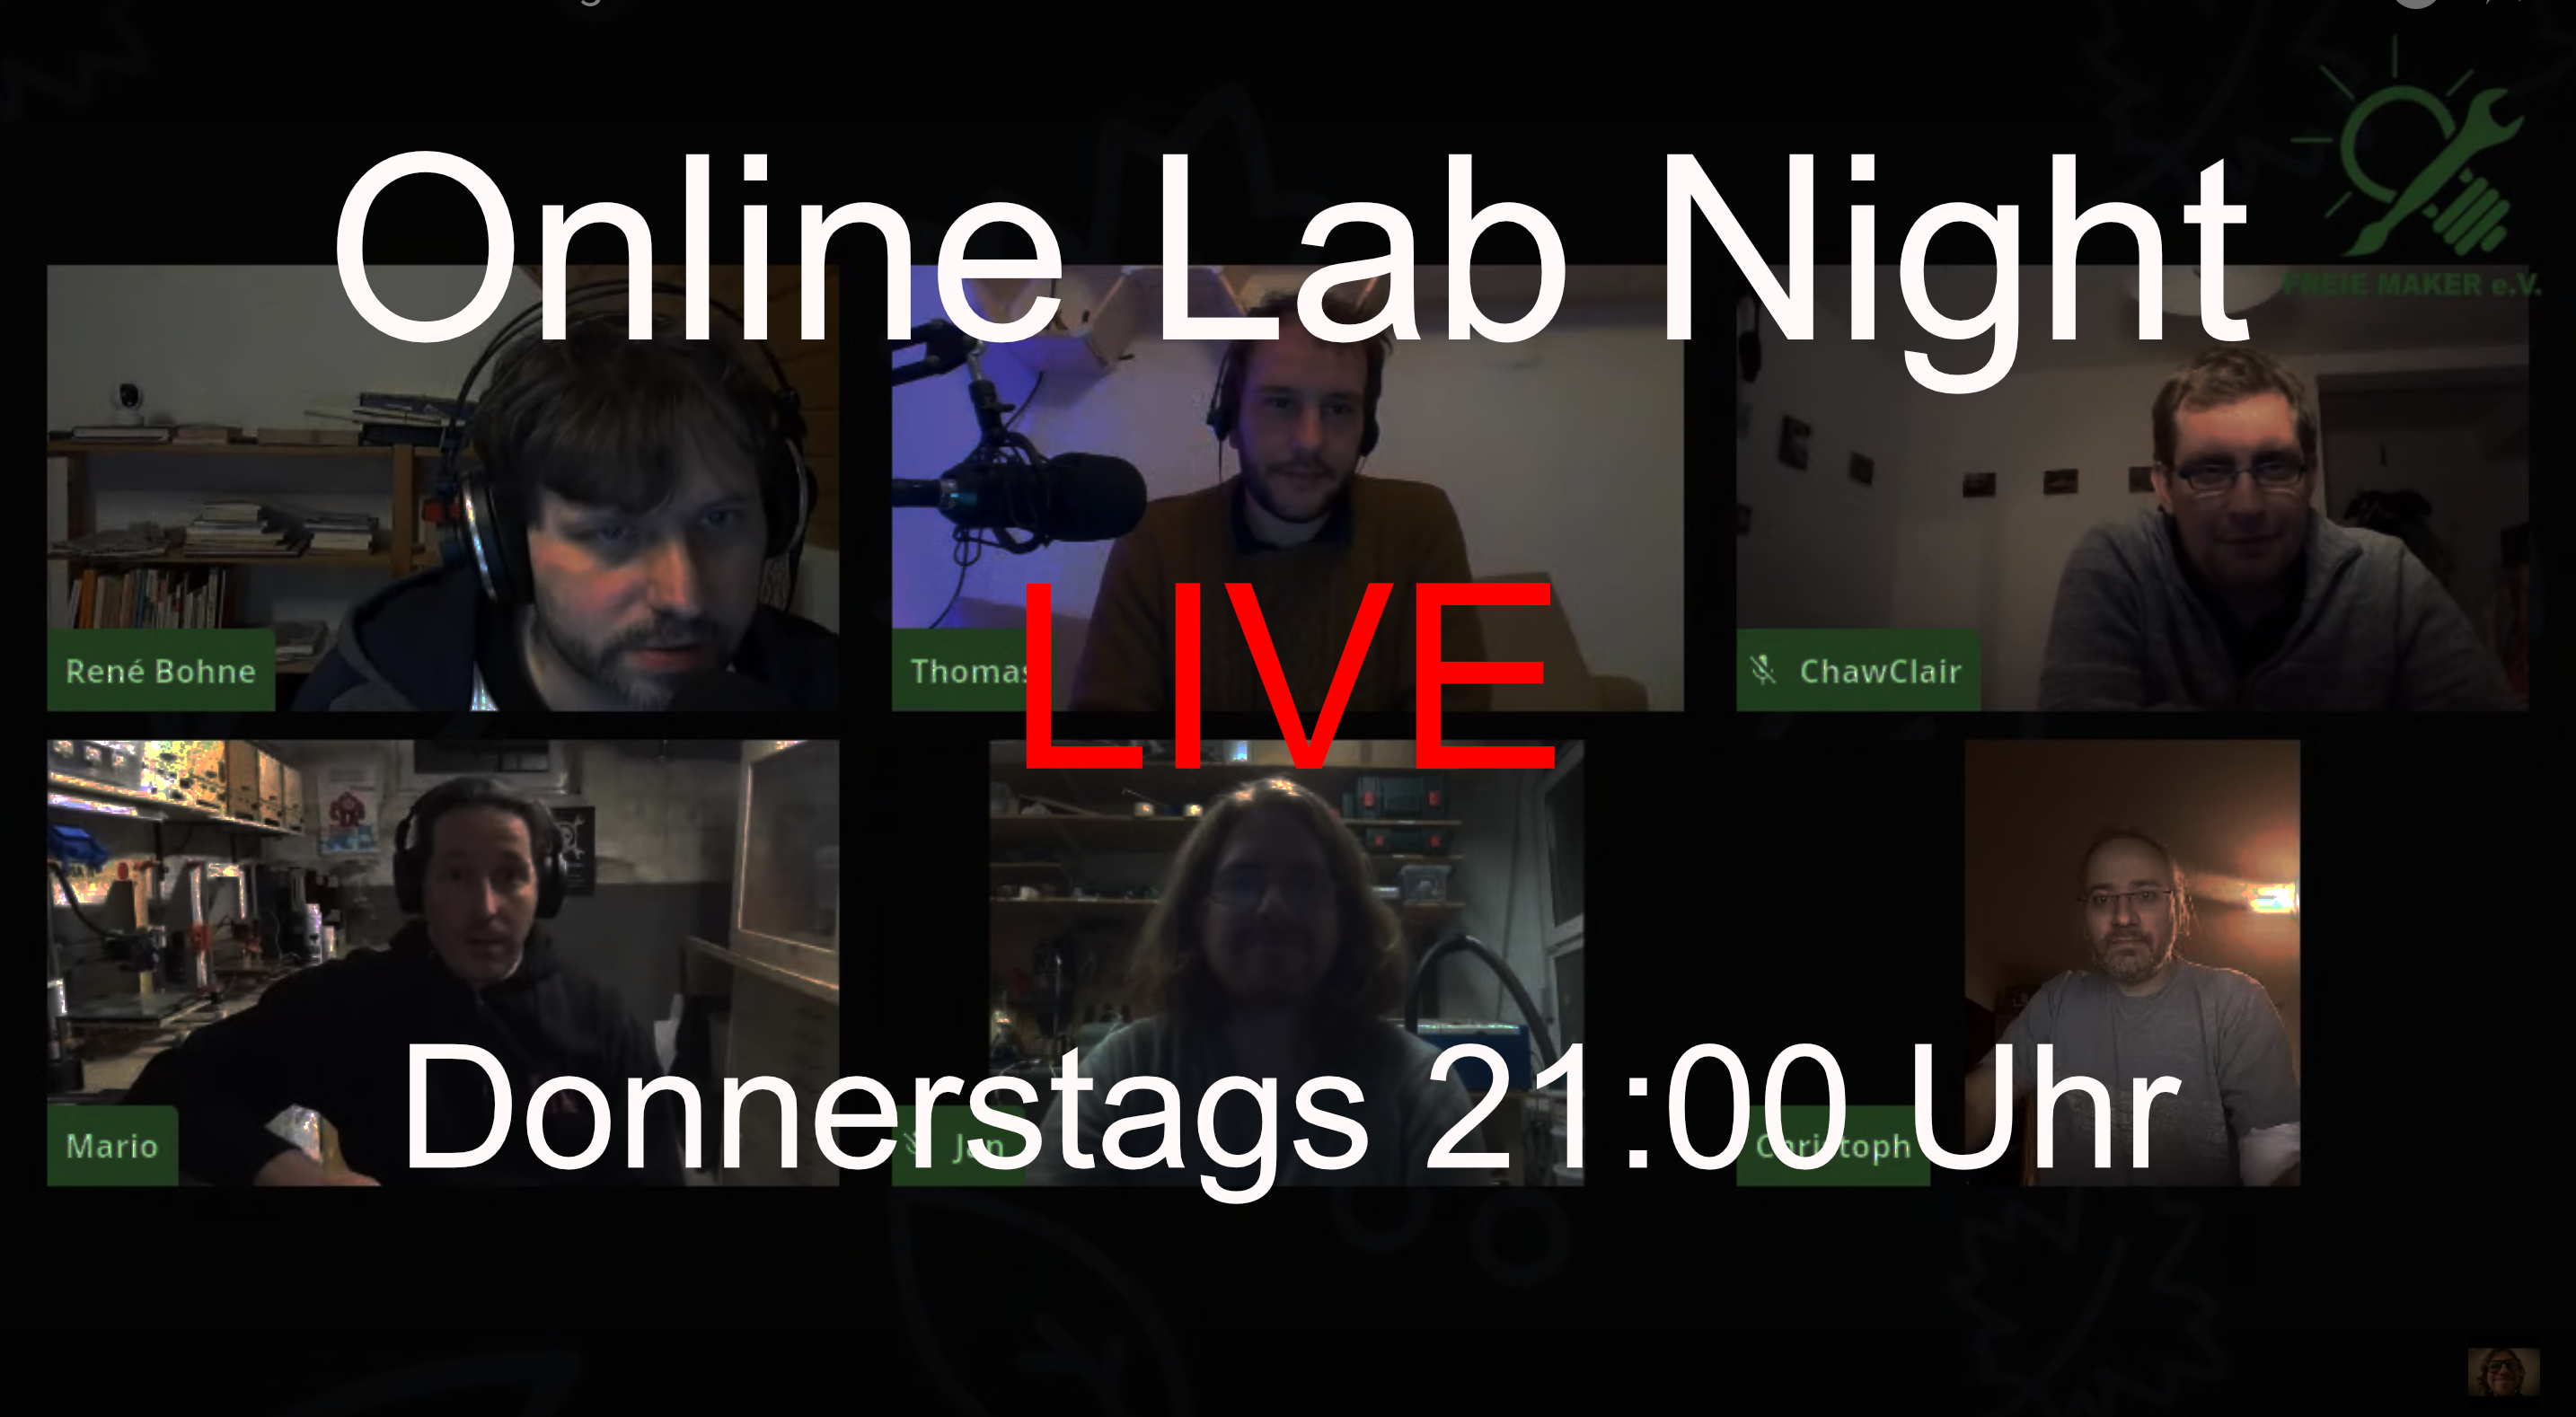 Online Lab Night
FREIE MAKER e.V.
René Bohne
Thomas
ChawClair
LIVE
Mario
Jan
Christoph
Donnerstags 21:00 Uhr